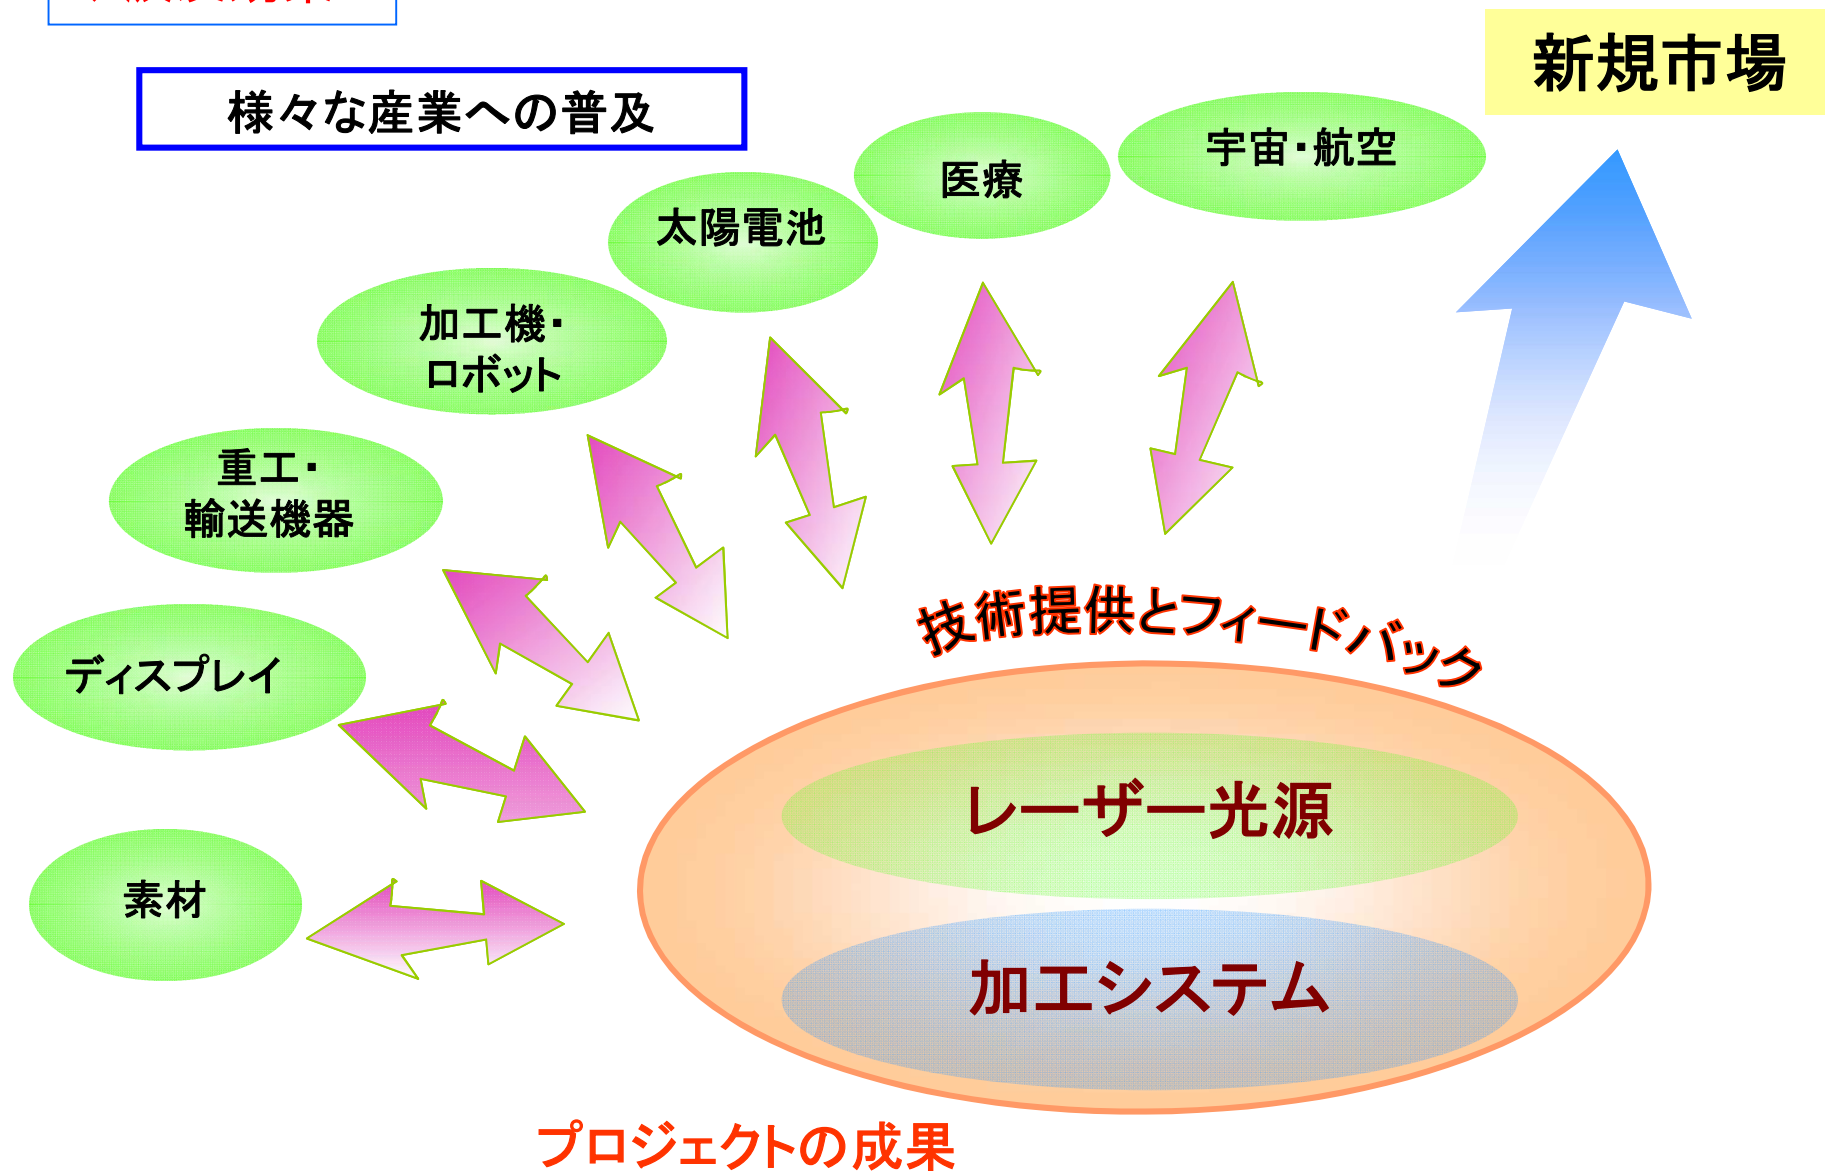 様々な産業への普及
新規市場
宇宙・航空
医療
太陽電池
加工機・
ロボット
重工・
輸送機器
ディスプレイ
素材
技術提供とフィードバック
レーザー光源
加工システム
プロジェクトの成果